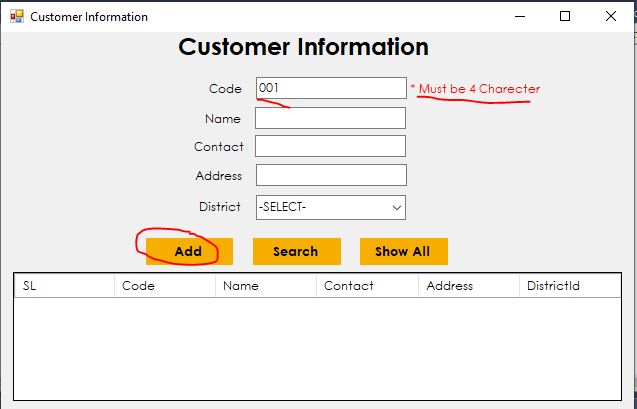 Customer Information
Customer Information
Code 001 * Must be 4 Charecter
Name
Contact
Address
District -SELECT-
Add Search Show All
SL Code Name Contact Address DistrictId